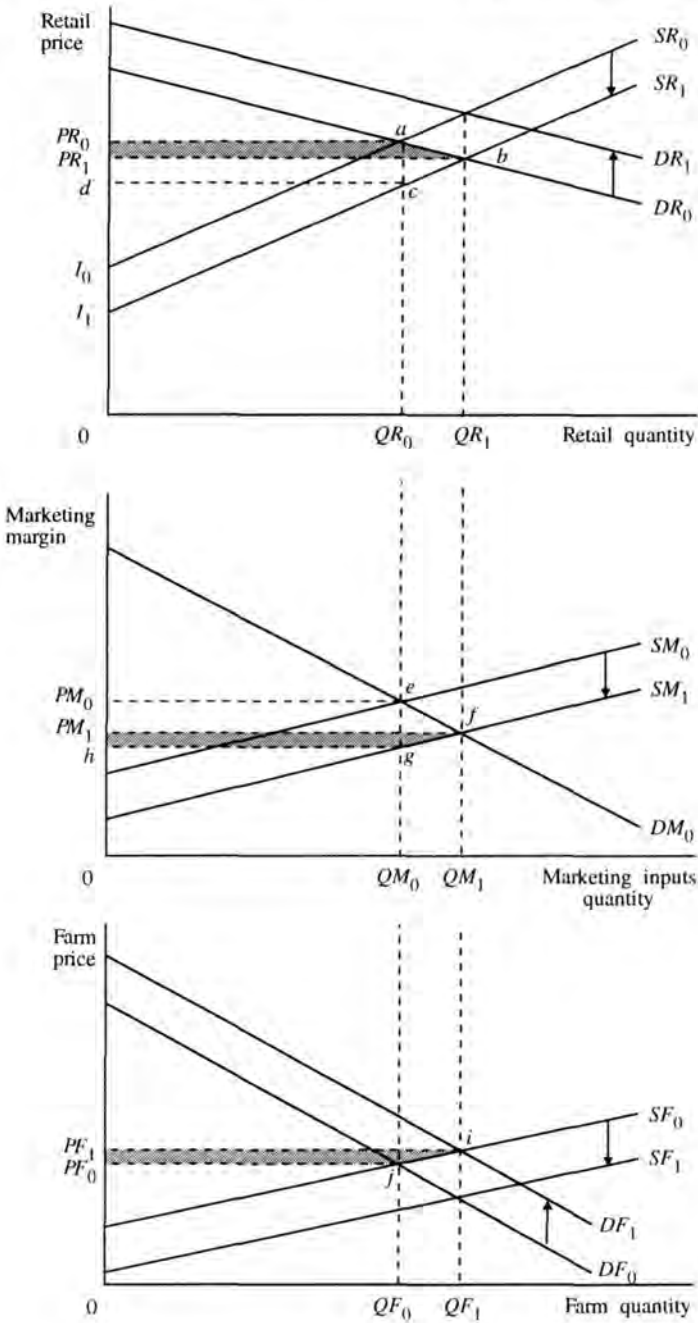 Retail
price
SR0
SR1
PR0
a
PR1
b
DR1
d
c
DR0
I0
I1
0
QR0
QR1
Retail quantity
Marketing
margin
SM0
PM0
e
SM1
PM1
f
h
g
DM0
0
QM0
QM1
Marketing inputs
quantity
Farm
price
SF0
PF1
i
SF1
PF0
j
DF1
DF0
0
QF0
QF1
Farm quantity